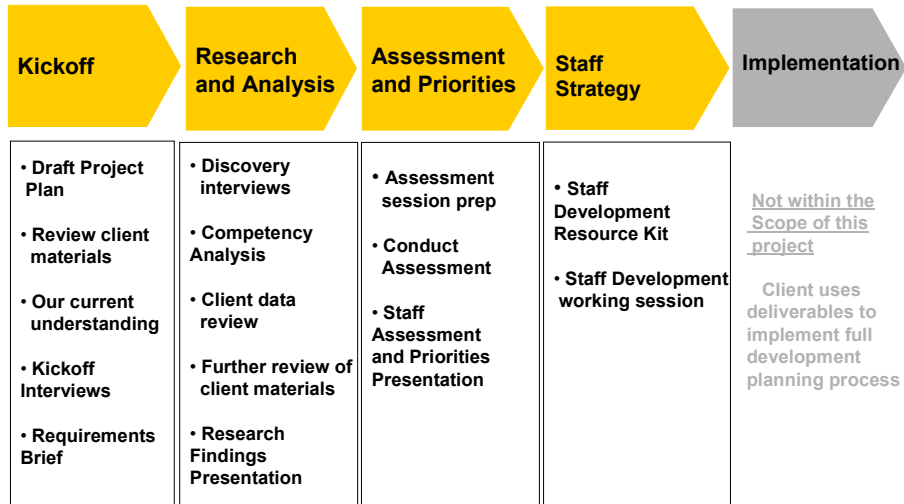 Kickoff
Research
and Analysis
Assessment
and Priorities
Staff
Strategy
Implementation
• Draft Project
Plan
• Review client
materials
• Our current
understanding
• Kickoff
Interviews
• Requirements
Brief
• Discovery
interviews
• Competency
Analysis
• Client data
review
• Further review of
client materials
• Research
Findings
Presentation
• Assessment
session prep
• Conduct
Assessment
• Staff
Assessment
and Priorities
Presentation
• Staff
Development
Resource Kit
• Staff Development
working session
Not within the
Scope of this
project
Client uses
deliverables to
implement full
development
planning process